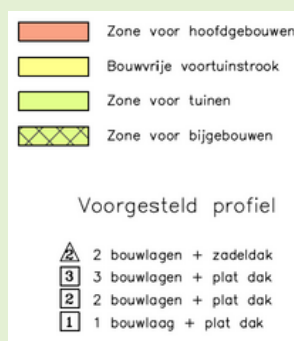 Zone voor hoofdgebouwen
Bouwvrije voortuinstrook
Zone voor tuinen
Zone voor bijgebouwen
Voorgesteld profiel
2 2 bouwlagen + zadeldak
3 3 bouwlagen + plat dak
2 2 bouwlagen + plat dak
1 1 bouwlaag + plat dak